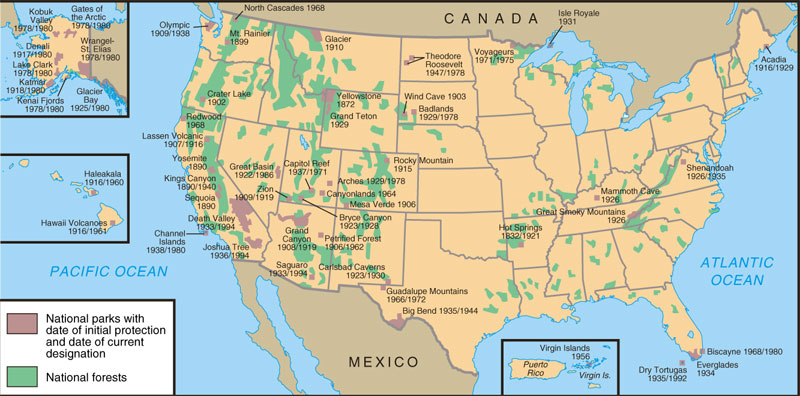 Kobuk
Valley
1978/1980
Gates of
the Arctic
1978/1980
Denali
1917/1980
Wrangel-
St. Elias
1978/1980
Lake Clark
1978/1980
Katmai
1918/1980
Kenai Fjords
1978/1980
Glacier
Bay
1925/1980
Haleakala
1916/1960
Hawaii Volcanoes
1916/1961
North Cascades 1968
Olympic
1909/1938
Mt. Rainier
1899
Glacier
1910
CANADA
Isle Royale
1931
Voyageurs
1971/1975
Theodore
Roosevelt
1947/1978
Acadia
1916/1929
Crater Lake
1902
Yellowstone
1872
Grand Teton
1929
Wind Cave 1903
Badlands
1929/1978
Redwood
1968
Lassen Volcanic
1907/1916
Yosemite
1890
Kings Canyon
1890/1940
Sequoia
1890
Death Valley
1933/1994
Channel
Islands
1938/1980
Joshua Tree
1936/1994
Great Basin
1922/1986
Zion
1909/1919
Capitol Reef
1937/1971
Rocky Mountain
1915
Arches 1929/1978
Canyonlands 1964
Mesa Verde 1906
Bryce Canyon
1923/1928
Grand
Canyon
1908/1919
Petrified Forest
1906/1962
Saguaro
1933/1994
Carlsbad Caverns
1923/1930
Guadalupe Mountains
1966/1972
Big Bend 1935/1944
Hot Springs
1832/1921
Mammoth Cave
1926
Great Smoky Mountains
1926
Shenandoah
1926/1935
PACIFIC OCEAN
ATLANTIC
OCEAN
MEXICO
Virgin Islands
1956
Puerto
Rico
Virgin Is.
Biscayne 1968/1980
Everglades
1934
Dry Tortugas
1935/1992
National parks with
date of initial protection
and date of current
designation
National forests